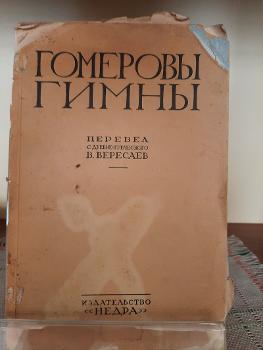 ГОМЕРОВЫ
ГИМНЫ
ПЕРЕВЕЛ
С ДРЕВНЕГРЕЧЕСКОГО
В. ВЕРЕСАЕВ
ИЗДАТЕЛЬСТВО
«НЕДРА»